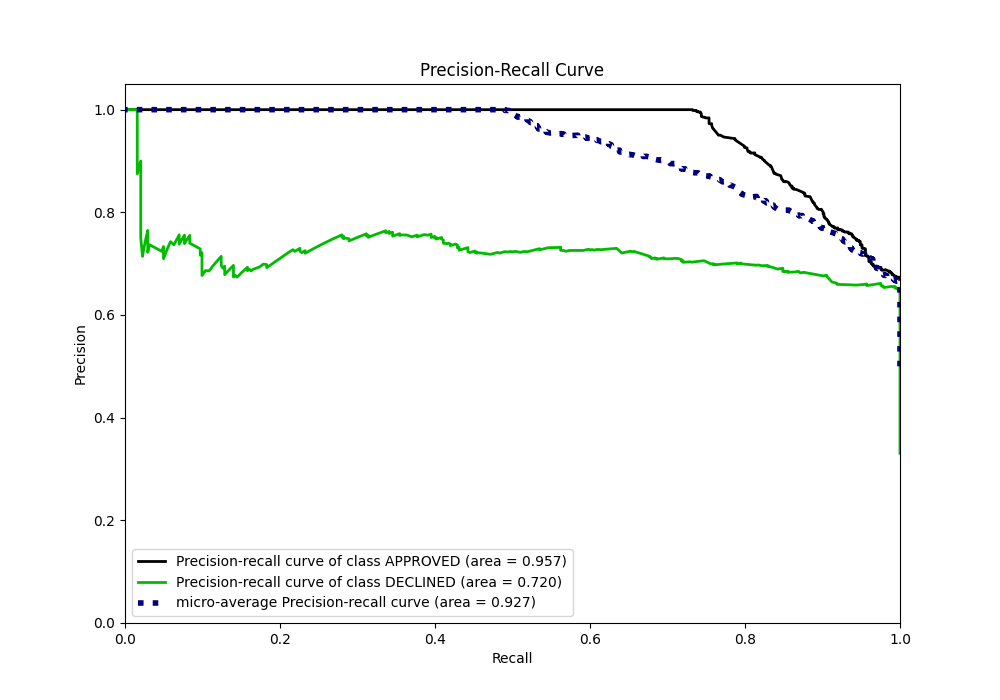 Precision-Recall Curve
1.0
0.8
0.6
0.4
0.2
0.0
Precision
Precision-recall curve of class APPROVED (area = 0.957)
Precision-recall curve of class DECLINED (area = 0.720)
micro-average Precision-recall curve (area = 0.927)
0.0 0.2 0.4 0.6 0.8 1.0
Recall